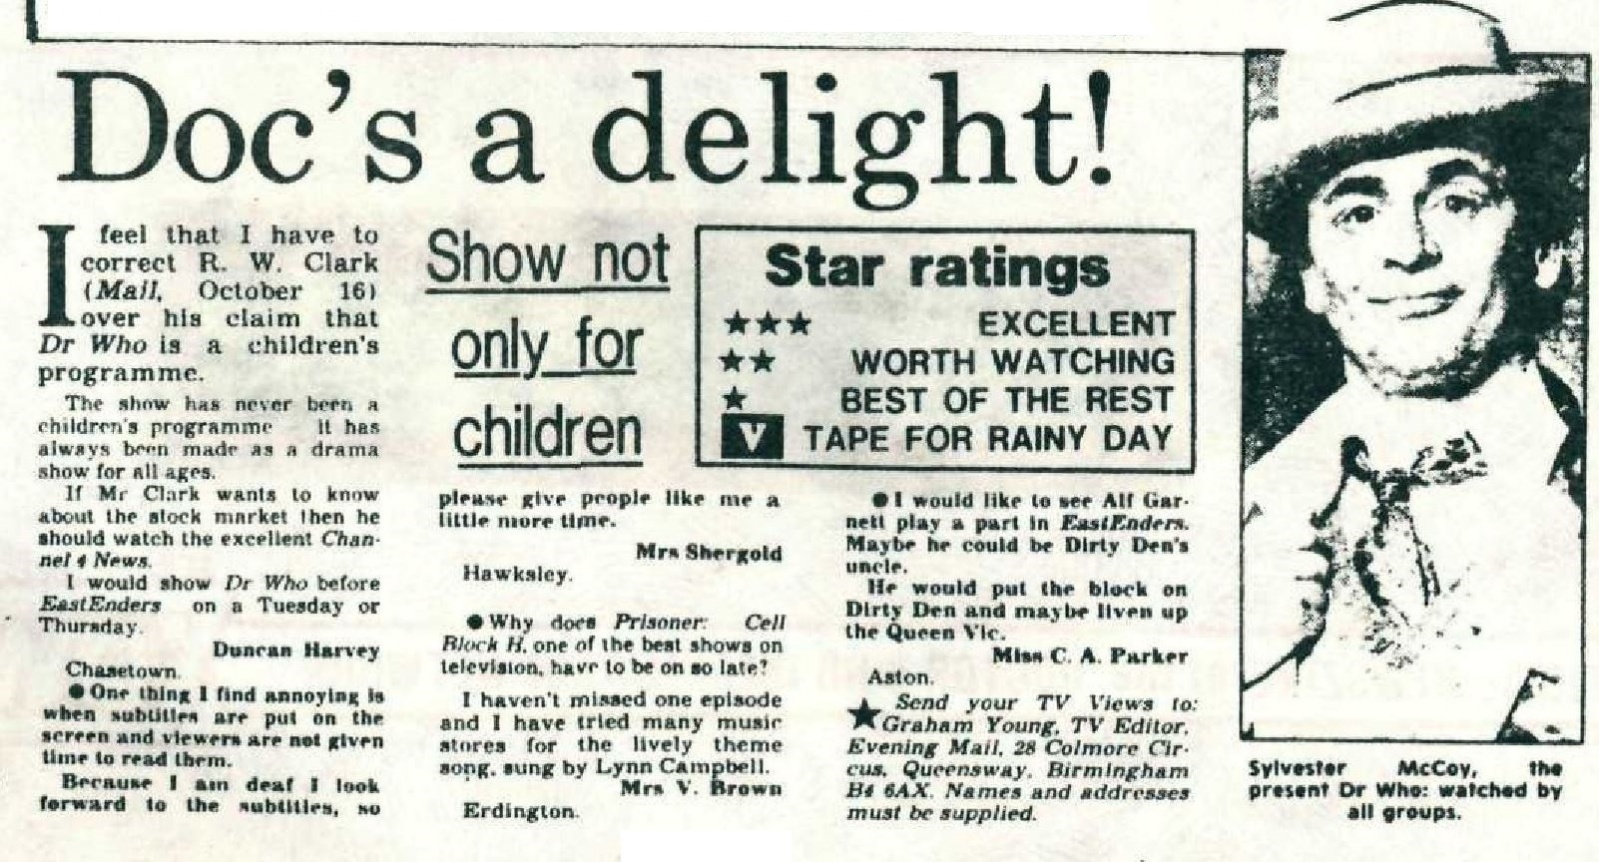 Doc's a delight!
I feel that I have to
correct R. W. Clark
(Mail, October 16)
over his claim that
Dr Who is a children's
programme.
The show has never been a
children's programme it has
always been made as a drama
show for all ages.
If Mr Clark wants to know
about the stock market then he
should watch the excellent Chan-
nel 4 News.
I would show Dr Who before
EastEnders on a Tuesday or
Thursday.
Duncan Harvey
Chasetown.
● One thing I find annoying is
when subtitles are put on the
screen and viewers are not given
time to read them.
Because I am deaf I look
forward to the subtitles, so
Show not
only for
children
please give people like me a
little more time.
Mrs Shergold
Hawksley.
● Why does Prisoner: Cell
Block H, one of the best shows on
television, have to be on so late?
I haven't missed one episode
and I have tried many music
stores for the lively theme
song, sung by Lynn Campbell.
Mrs V. Brown
Erdington.
Star ratings
★★★ EXCELLENT
★★ WORTH WATCHING
★ BEST OF THE REST
V TAPE FOR RAINY DAY
● I would like to see Alf Gar-
nett play a part in EastEnders.
Maybe he could be Dirty Den's
uncle.
He would put the block on
Dirty Den and maybe liven up
the Queen Vic.
Miss C. A. Parker
Aston.
★ Send your TV Views to:
Graham Young, TV Editor,
Evening Mail, 28 Colmore Cir-
cus, Queensway, Birmingham
B4 6AX. Names and addresses
must be supplied.
Sylvester McCoy, the
present Dr Who: watched by
all groups.